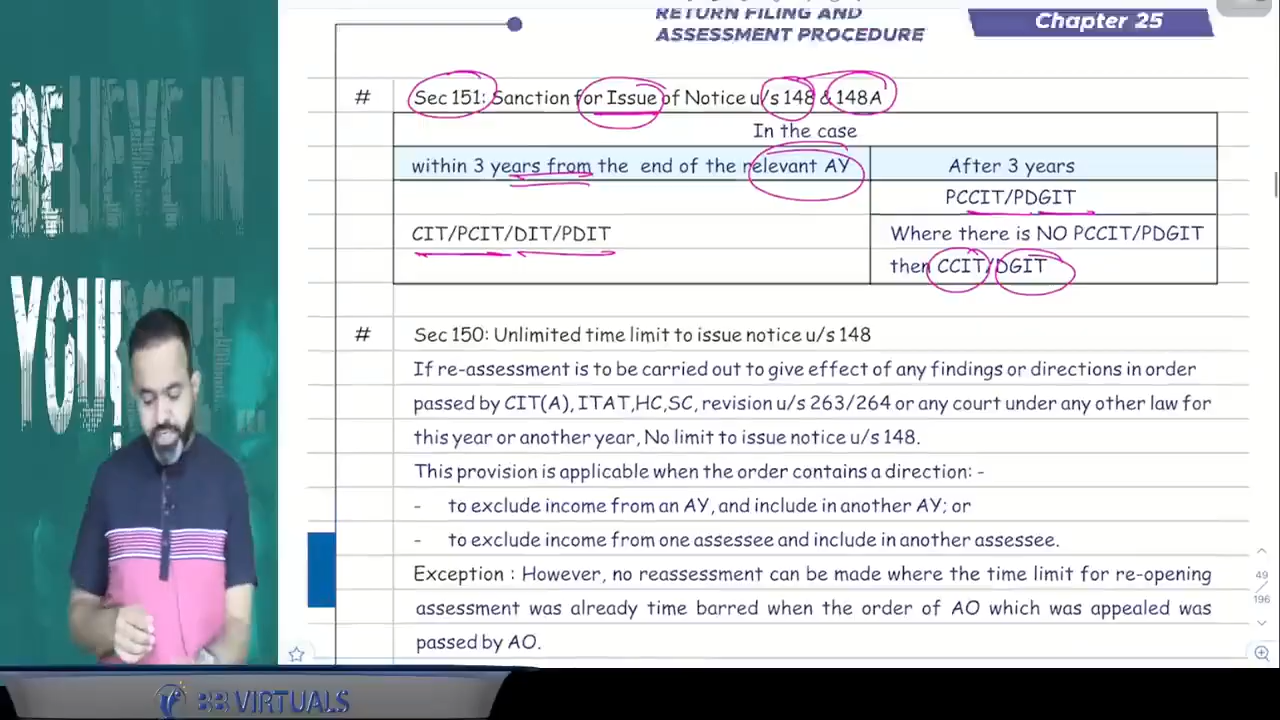 RETURN FILING AND
ASSESSMENT PROCEDURE
Chapter 25
BELIEVE IN
YOURSELF...
# Sec 151: Sanction for Issue of Notice u/s 148 & 148A
In the case
within 3 years from the end of the relevant AY After 3 years
PCCIT/PDGIT
CIT/PCIT/DIT/PDIT Where there is NO PCCIT/PDGIT
then CCIT/DGIT
# Sec 150: Unlimited time limit to issue notice u/s 148
If re-assessment is to be carried out to give effect of any findings or directions in order
passed by CIT(A), ITAT,HC,SC, revision u/s 263/264 or any court under any other law for
this year or another year, No limit to issue notice u/s 148.
This provision is applicable when the order contains a direction: -
- to exclude income from an AY, and include in another AY; or
- to exclude income from one assessee and include in another assessee.
Exception : However, no reassessment can be made where the time limit for re-opening
assessment was already time barred when the order of AO which was appealed was
passed by AO.
49
196
BB VIRTUALS